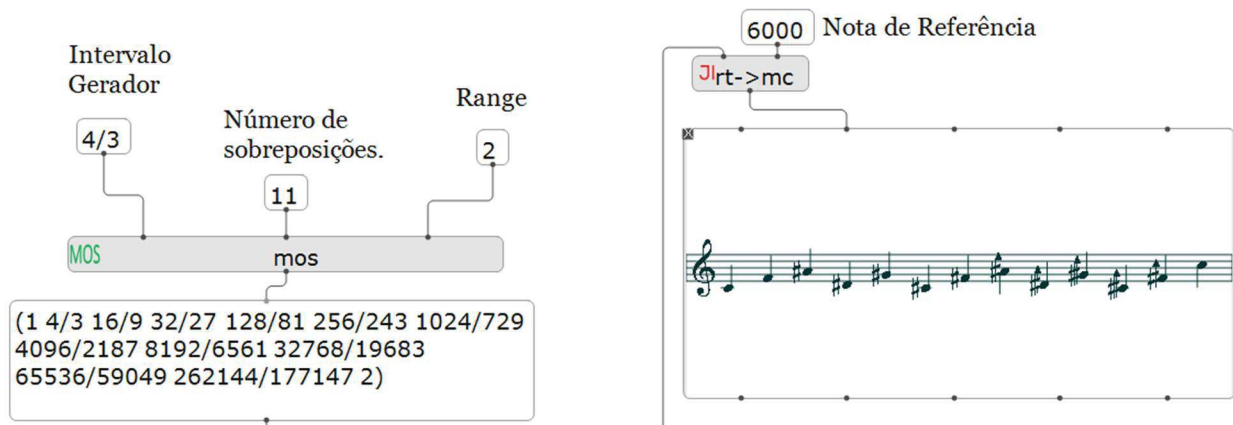 Intervalo
Gerador
4/3
Número de
sobreposições.
11
Range
2
MOS
mos
(1 4/3 16/9 32/27 128/81 256/243 1024/729
4096/2187 8192/6561 32768/19683
65536/59049 262144/177147 2)
6000
Nota de Referência
JI
rt->mc